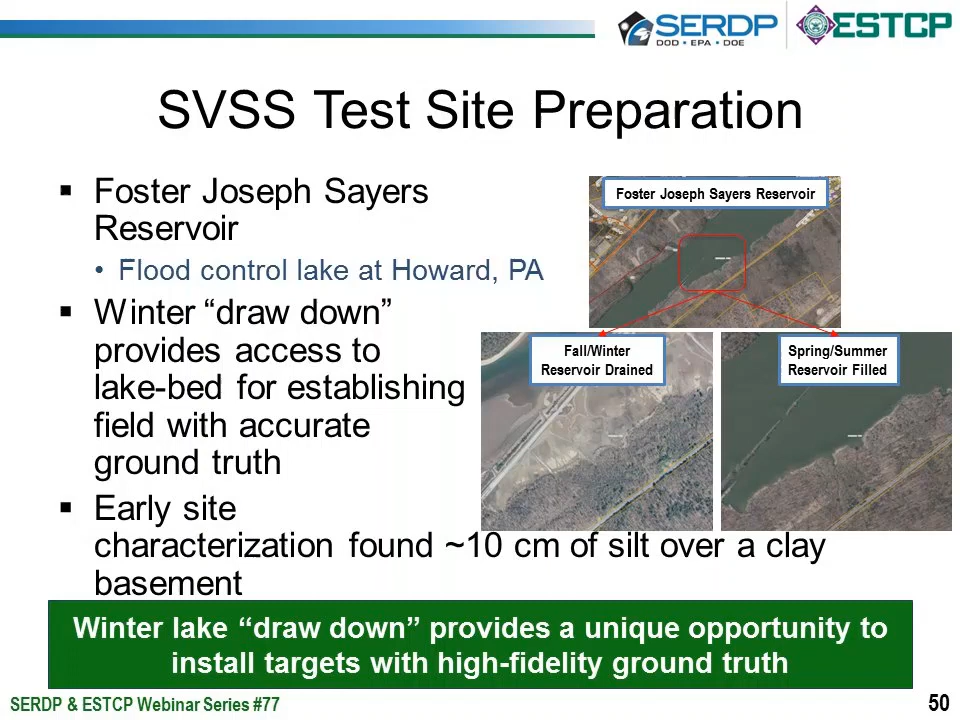 SERDP
DOD • EPA • DOE
ESTCP
SVSS Test Site Preparation
▪ Foster Joseph Sayers
Reservoir
• Flood control lake at Howard, PA
▪ Winter “draw down”
provides access to
lake-bed for establishing
field with accurate
ground truth
▪ Early site
characterization found ~10 cm of silt over a clay
basement
Foster Joseph Sayers Reservoir
Fall/Winter
Reservoir Drained
Spring/Summer
Reservoir Filled
Winter lake “draw down” provides a unique opportunity to
install targets with high-fidelity ground truth
SERDP & ESTCP Webinar Series #77
50